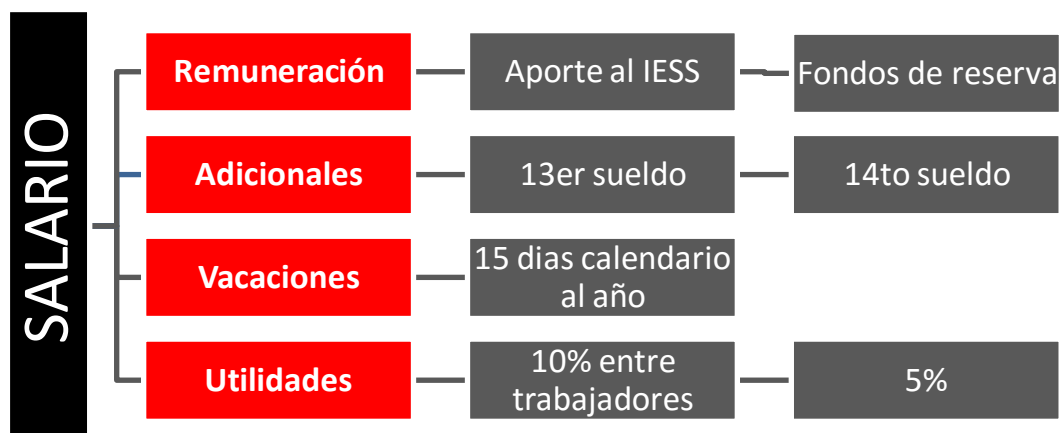 SALARIO
Remuneración
Aporte al IESS
Fondos de reserva
Adicionales
13er sueldo
14to sueldo
Vacaciones
15 dias calendario
al año
Utilidades
10% entre
trabajadores
5%